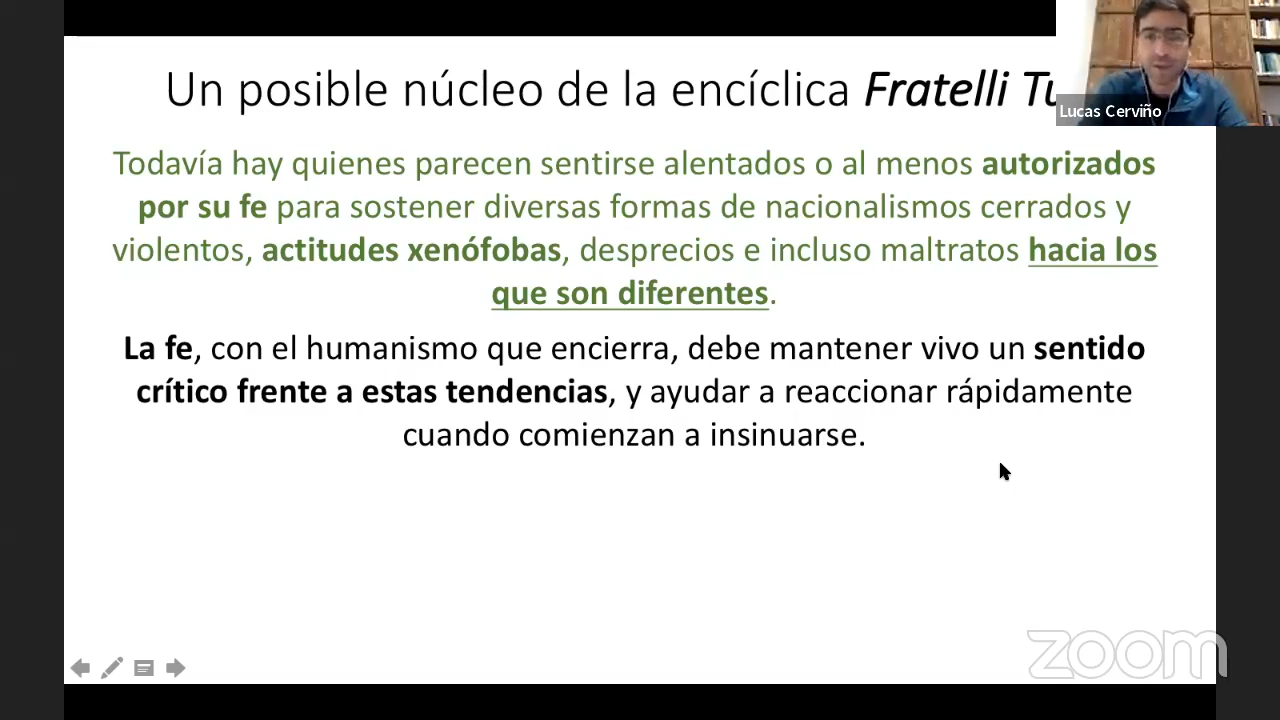 Un posible núcleo de la encíclica Fratelli Tu
Lucas Cerviño
Todavía hay quienes parecen sentirse alentados o al menos autorizados
por su fe para sostener diversas formas de nacionalismos cerrados y
violentos, actitudes xenófobas, desprecios e incluso maltratos hacia los
que son diferentes.
La fe, con el humanismo que encierra, debe mantener vivo un sentido
crítico frente a estas tendencias, y ayudar a reaccionar rápidamente
cuando comienzan a insinuarse.
zoom